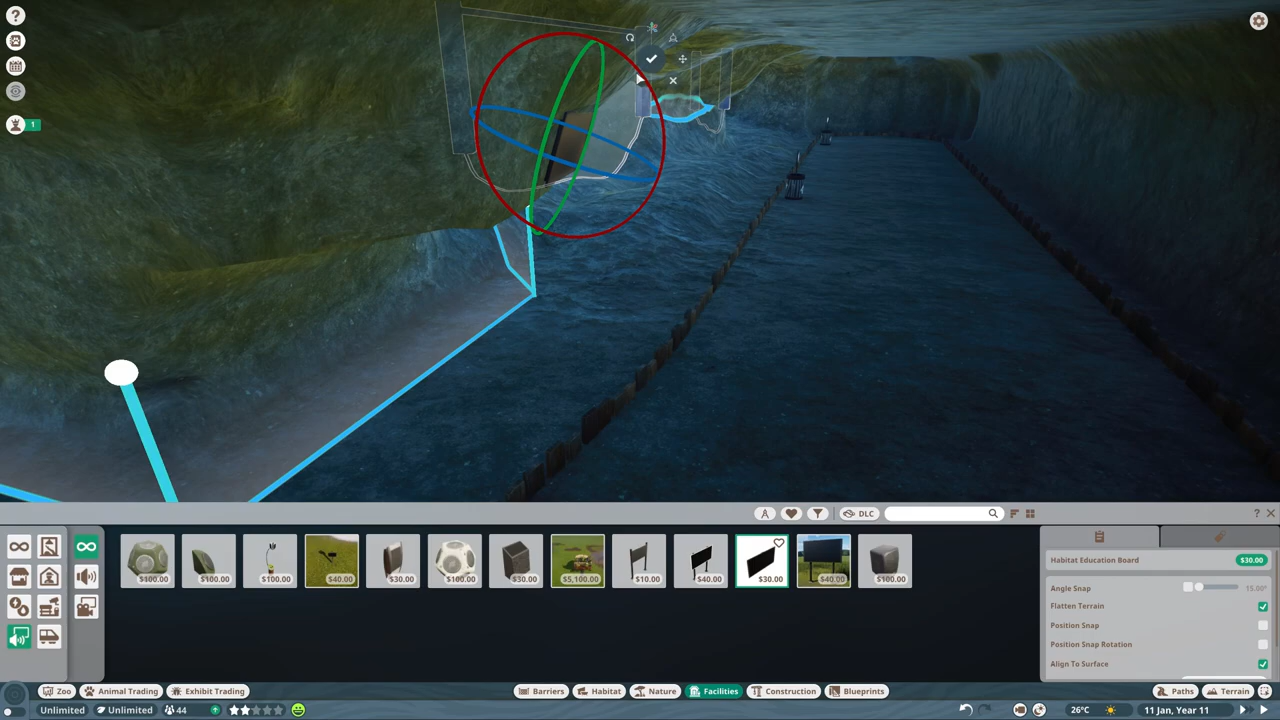 ?
1
A
DLC
? ×
$100.00
$100.00
$100.00
$40.00
$30.00
$100.00
$30.00
$5,100.00
$10.00
$40.00
$30.00
$40.00
$100.00
Habitat Education Board $30.00
Angle Snap 15.00°
Flatten Terrain
Position Snap
Position Snap Rotation
Align To Surface
Zoo Animal Trading Exhibit Trading Barriers Habitat Nature Facilities Construction Blueprints Paths Terrain
Unlimited Unlimited 44 26°C 11 Jan, Year 11